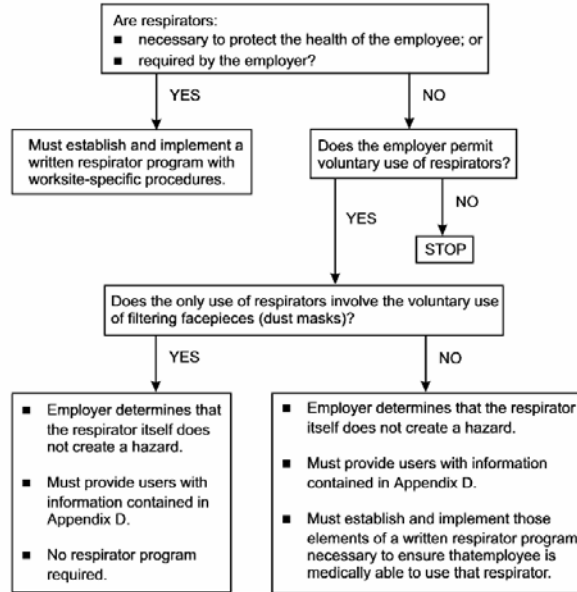 Are respirators:
■ necessary to protect the health of the employee; or
■ required by the employer?
YES
NO
Must establish and implement a
written respirator program with
worksite-specific procedures.
Does the employer permit
voluntary use of respirators?
YES
NO
STOP
Does the only use of respirators involve the voluntary use
of filtering facepieces (dust masks)?
YES
NO
■ Employer determines that
the respirator itself does
not create a hazard.
■ Must provide users with
information contained in
Appendix D.
■ No respirator program
required.
■ Employer determines that the respirator
itself does not create a hazard.
■ Must provide users with information
contained in Appendix D.
■ Must establish and implement those
elements of a written respirator program
necessary to ensure thatemployee is
medically able to use that respirator.